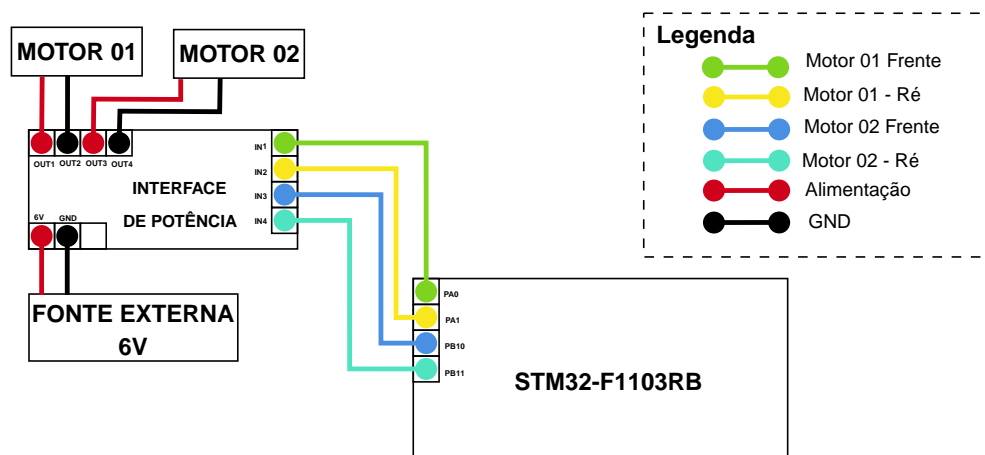 MOTOR 01
MOTOR 02
OUT1
OUT2
OUT3
OUT4
IN1
IN2
IN3
IN4
INTERFACE
DE POTÊNCIA
6V
GND
FONTE EXTERNA
6V
PA0
PA1
PB10
PB11
STM32-F1103RB
Legenda
Motor 01 Frente
Motor 01 - Ré
Motor 02 Frente
Motor 02 - Ré
Alimentação
GND